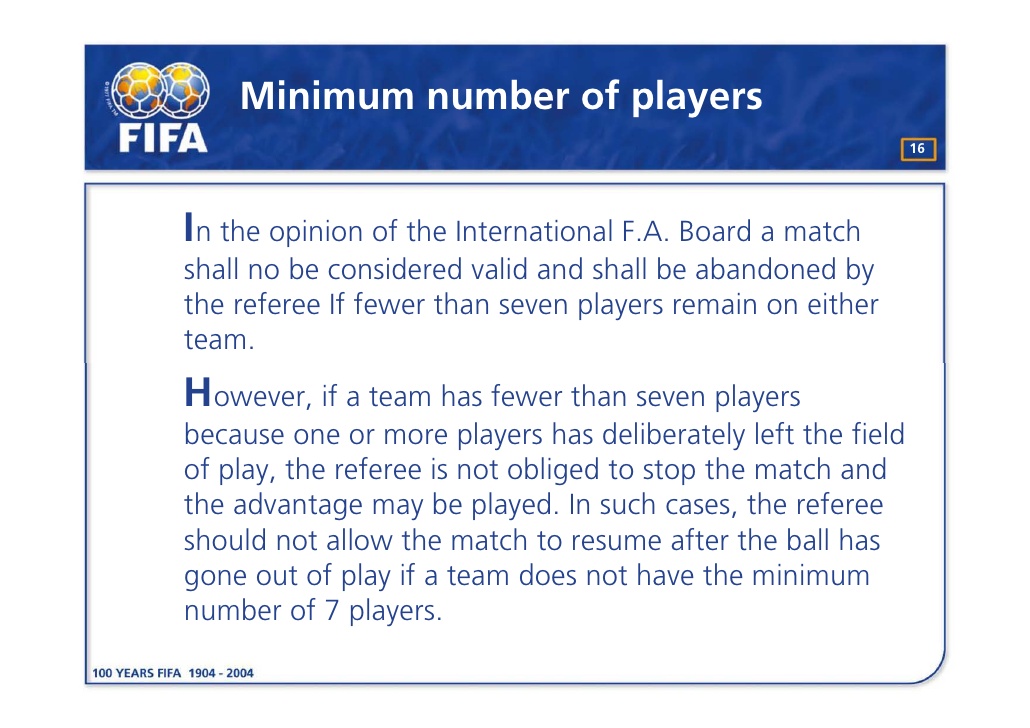 Minimum number of players
FIFA
16
In the opinion of the International F.A. Board a match
shall no be considered valid and shall be abandoned by
the referee If fewer than seven players remain on either
team.
However, if a team has fewer than seven players
because one or more players has deliberately left the field
of play, the referee is not obliged to stop the match and
the advantage may be played. In such cases, the referee
should not allow the match to resume after the ball has
gone out of play if a team does not have the minimum
number of 7 players.
100 YEARS FIFA 1904 - 2004